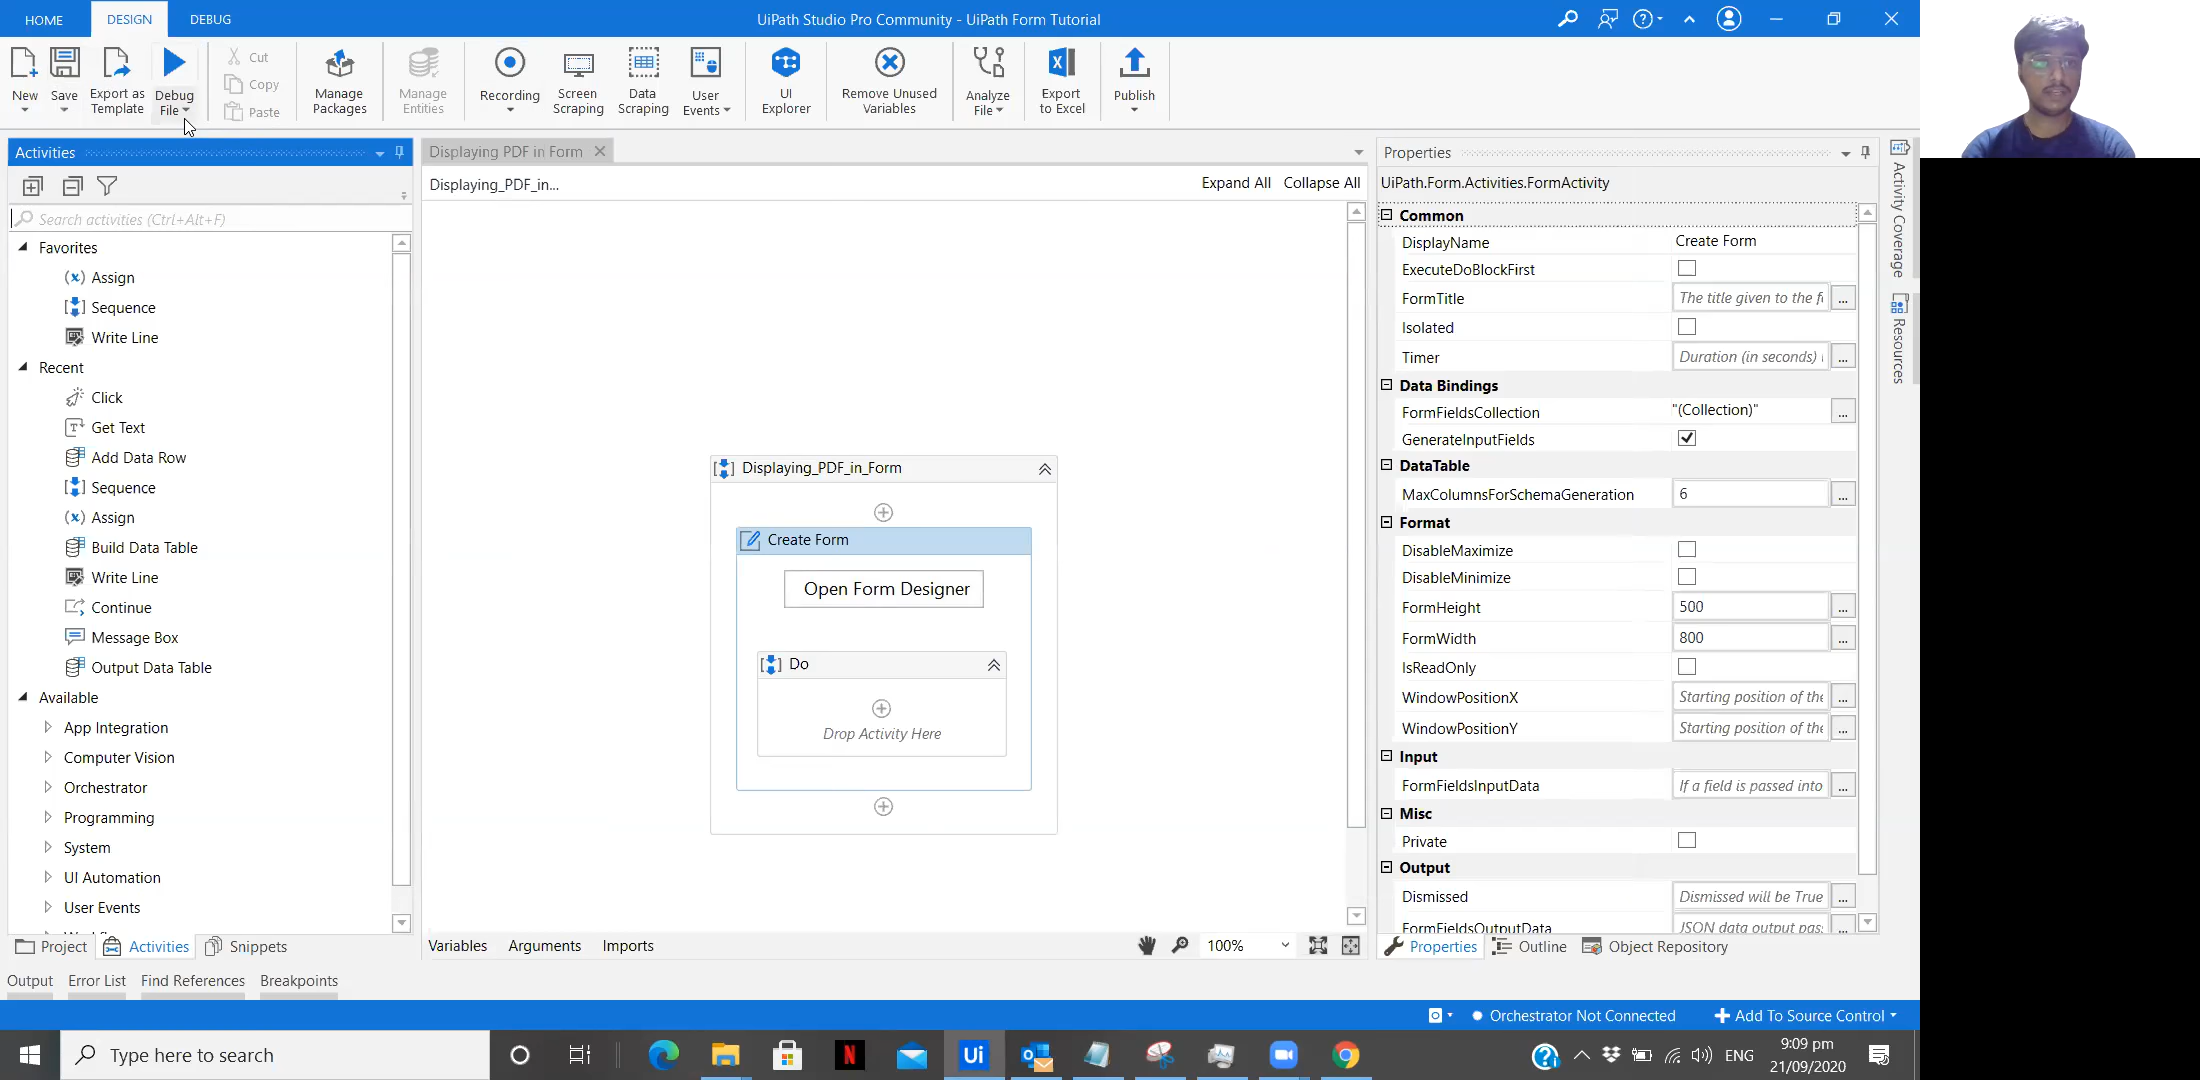 HOME
DESIGN
DEBUG
UiPath Studio Pro Community - UiPath Form Tutorial
New
Save
Export as
Template
Debug
File
Cut
Copy
Paste
Manage
Packages
Manage
Entities
Recording
Screen
Scraping
Data
Scraping
User
Events
UI
Explorer
Remove Unused
Variables
Analyze
File
Export
to Excel
Publish
Activities
Search activities (Ctrl+Alt+F)
Favorites
Assign
Sequence
Write Line
Recent
Click
Get Text
Add Data Row
Sequence
Assign
Build Data Table
Write Line
Continue
Message Box
Output Data Table
Available
App Integration
Computer Vision
Orchestrator
Programming
System
UI Automation
User Events
Project
Activities
Snippets
Displaying PDF in Form
Displaying_PDF_in...
Expand All
Collapse All
Displaying_PDF_in_Form
Create Form
Open Form Designer
Do
Drop Activity Here
Variables
Arguments
Imports
100%
Properties
UiPath.Form.Activities.FormActivity
Common
DisplayName
Create Form
ExecuteDoBlockFirst
FormTitle
The title given to the f
Isolated
Timer
Duration (in seconds)
Data Bindings
FormFieldsCollection
"(Collection)"
GenerateInputFields
DataTable
MaxColumnsForSchemaGeneration
6
Format
DisableMaximize
DisableMinimize
FormHeight
500
FormWidth
800
IsReadOnly
WindowPositionX
Starting position of the
WindowPositionY
Starting position of the
Input
FormFieldsInputData
If a field is passed into
Misc
Private
Output
Dismissed
Dismissed will be True
FormFieldsOutputData
JSON data output pas
Properties
Outline
Object Repository
Activity Coverage
Resources
Output
Error List
Find References
Breakpoints
Orchestrator Not Connected
Add To Source Control
Type here to search
Ui
ENG
9:09 pm
21/09/2020